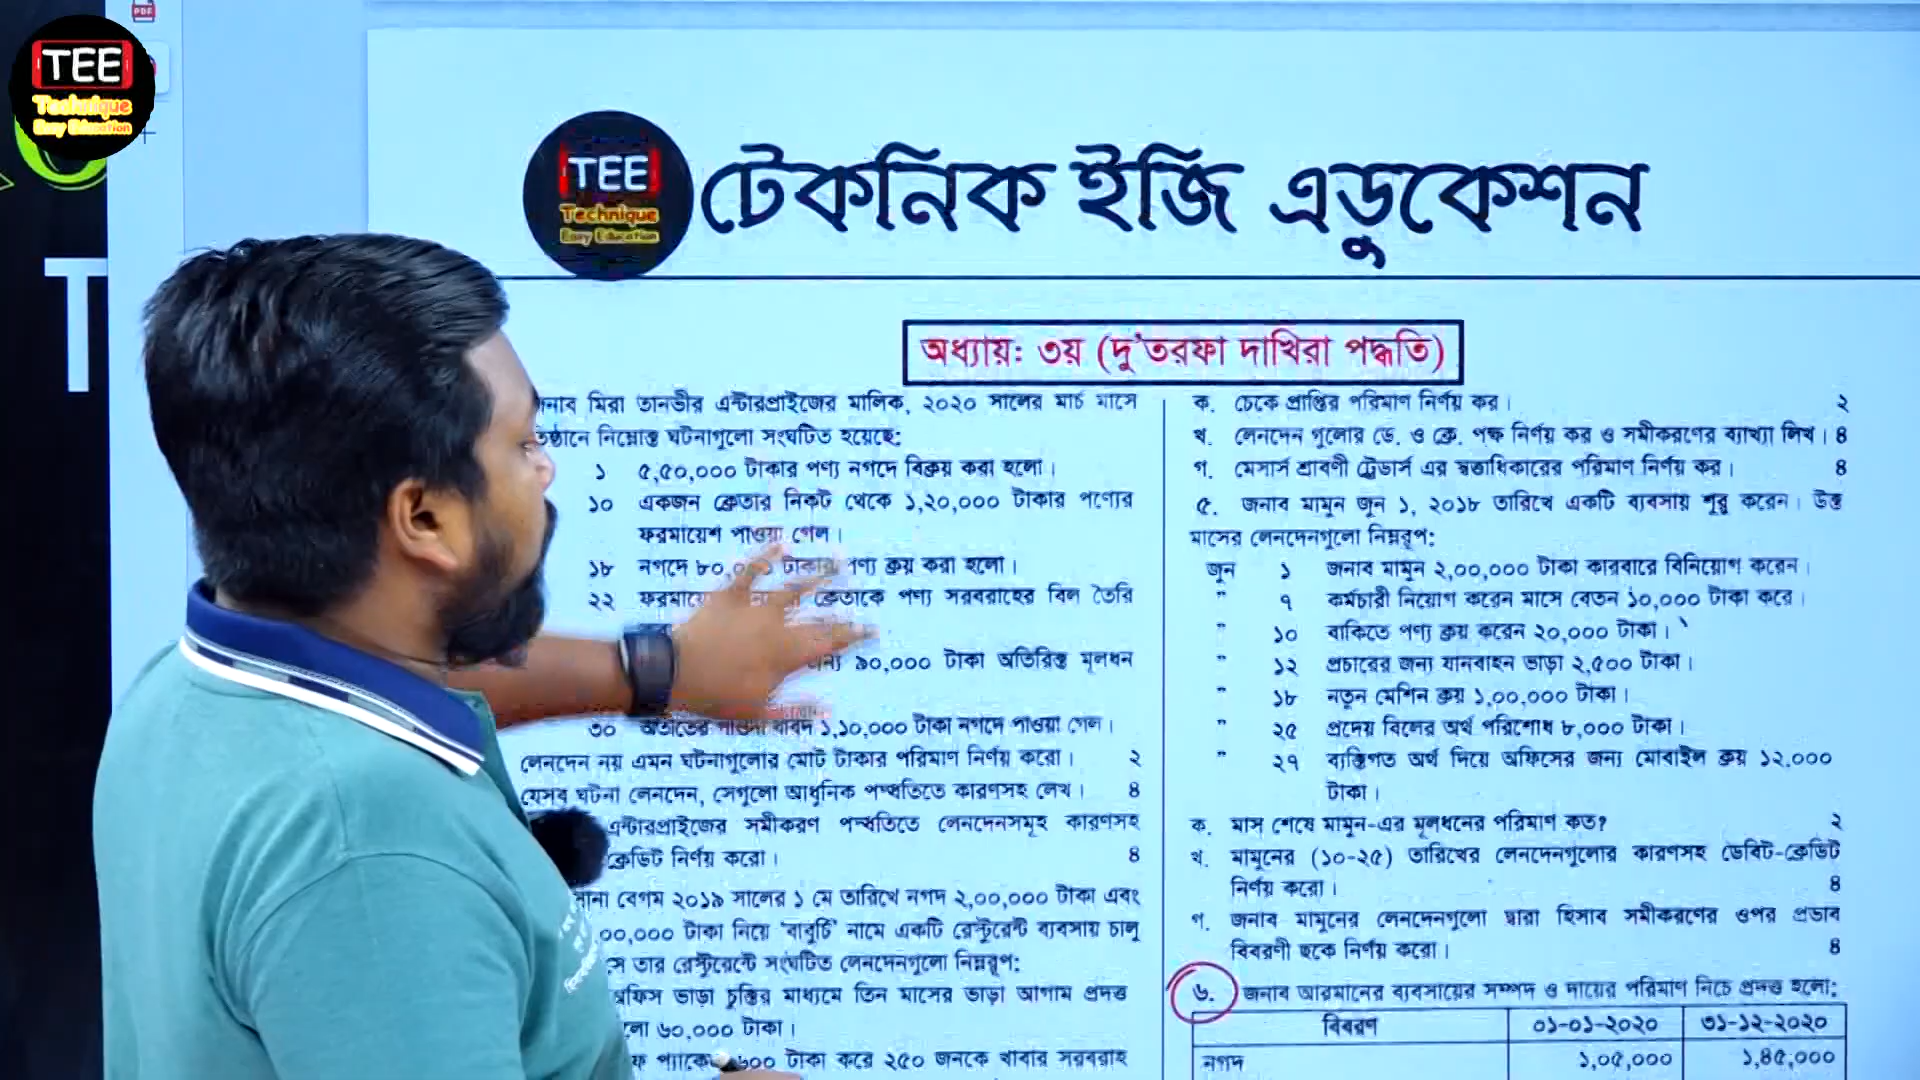 TEE
Technique
Easy Education
T
TEE
Technique
Easy Education
টেকনিক ইজি এডুকেশন
অধ্যায়: ৩য় (দু'তরফা দাখিরা পদ্ধতি)
মিরা তানভীর এন্টারপ্রাইজের মালিক, ২০২০ সালের মার্চ মাসে
নিম্নোক্ত ঘটনাগুলো সংঘটিত হয়েছে:
১ ৫,৫০,০০০ টাকার পণ্য নগদে বিক্রয় করা হলো।
১০ একজন ক্রেতার নিকট থেকে ১,২০,০০০ টাকার পণ্যের
ফরমায়েশ পাওয়া গেল।
১৮ নগদে টাকার পণ্য ক্রয় করা হলো।
২২ ক্রেতাকে পণ্য সরবরাহের বিল তৈরি
৯০,০০০ টাকা অতিরিক্ত মূলধন
৩০ বাবদ ১,১০,০০০ টাকা নগদে পাওয়া গেল।
লেনদেন নয় এমন ঘটনাগুলোর মোট টাকার পরিমাণ নির্ণয় করো। ২
যেসব ঘটনা লেনদেন, সেগুলো আধুনিক পদ্ধতিতে কারণসহ লেখ। ৪
এন্টারপ্রাইজের সমীকরণ পদ্ধতিতে লেনদেনসমূহ কারণসহ
ক্রেডিট নির্ণয় করো। ৪
বেগম ২০১৯ সালের ১ মে তারিখে নগদ ২,০০,০০০ টাকা এবং
টাকা নিয়ে 'বাবুর্চি' নামে একটি রেস্টুরেন্ট ব্যবসায় চালু
তার রেস্টুরেন্টে সংঘটিত লেনদেনগুলো নিম্নরূপ:
ভাড়া চুক্তির মাধ্যমে তিন মাসের ভাড়া আগাম প্রদত্ত
৬০,০০০ টাকা।
টাকা করে ২৫০ জনকে খাবার সরবরাহ
ক. চেকে প্রাপ্তির পরিমাণ নির্ণয় কর। ২
খ. লেনদেন গুলোর ডে. ও ক্রে. পক্ষ নির্ণয় কর ও সমীকরণের ব্যাখ্যা লিখ। ৪
গ. মেসার্স শ্রাবণী ট্রেডার্স এর স্বত্বাধিকারের পরিমাণ নির্ণয় কর। ৪
৫. জনাব মামুন জুন ১, ২০১৮ তারিখে একটি ব্যবসায় শুরু করেন। উক্ত
মাসের লেনদেনগুলো নিম্নরূপ:
জুন ১ জনাব মামুন ২,০০,০০০ টাকা কারবারে বিনিয়োগ করেন।
" ৭ কর্মচারী নিয়োগ করেন মাসে বেতন ১০,০০০ টাকা করে।
" ১০ বাকিতে পণ্য ক্রয় করেন ২০,০০০ টাকা।
" ১২ প্রচারের জন্য যানবাহন ভাড়া ২,৫০০ টাকা।
" ১৮ নতুন মেশিন ক্রয় ১,০০,০০০ টাকা।
" ২৫ প্রদেয় বিলের অর্থ পরিশোধ ৮,০০০ টাকা।
" ২৭ ব্যক্তিগত অর্থ দিয়ে অফিসের জন্য মোবাইল ক্রয় ১২,০০০
টাকা।
ক. মাস শেষে মামুন-এর মূলধনের পরিমাণ কত? ২
খ. মামুনের (১০-২৫) তারিখের লেনদেনগুলোর কারণসহ ডেবিট-ক্রেডিট
নির্ণয় করো। ৪
গ. জনাব মামুনের লেনদেনগুলো দ্বারা হিসাব সমীকরণের ওপর প্রভাব
বিবরণী ছকে নির্ণয় করো। ৪
৬. জনাব আরমানের ব্যবসায়ের সম্পদ ও দায়ের পরিমাণ নিচে প্রদত্ত হলো:
বিবরণ ০১-০১-২০২০ ৩১-১২-২০২০
নগদ ১,০৫,০০০ ১,৪৫,০০০